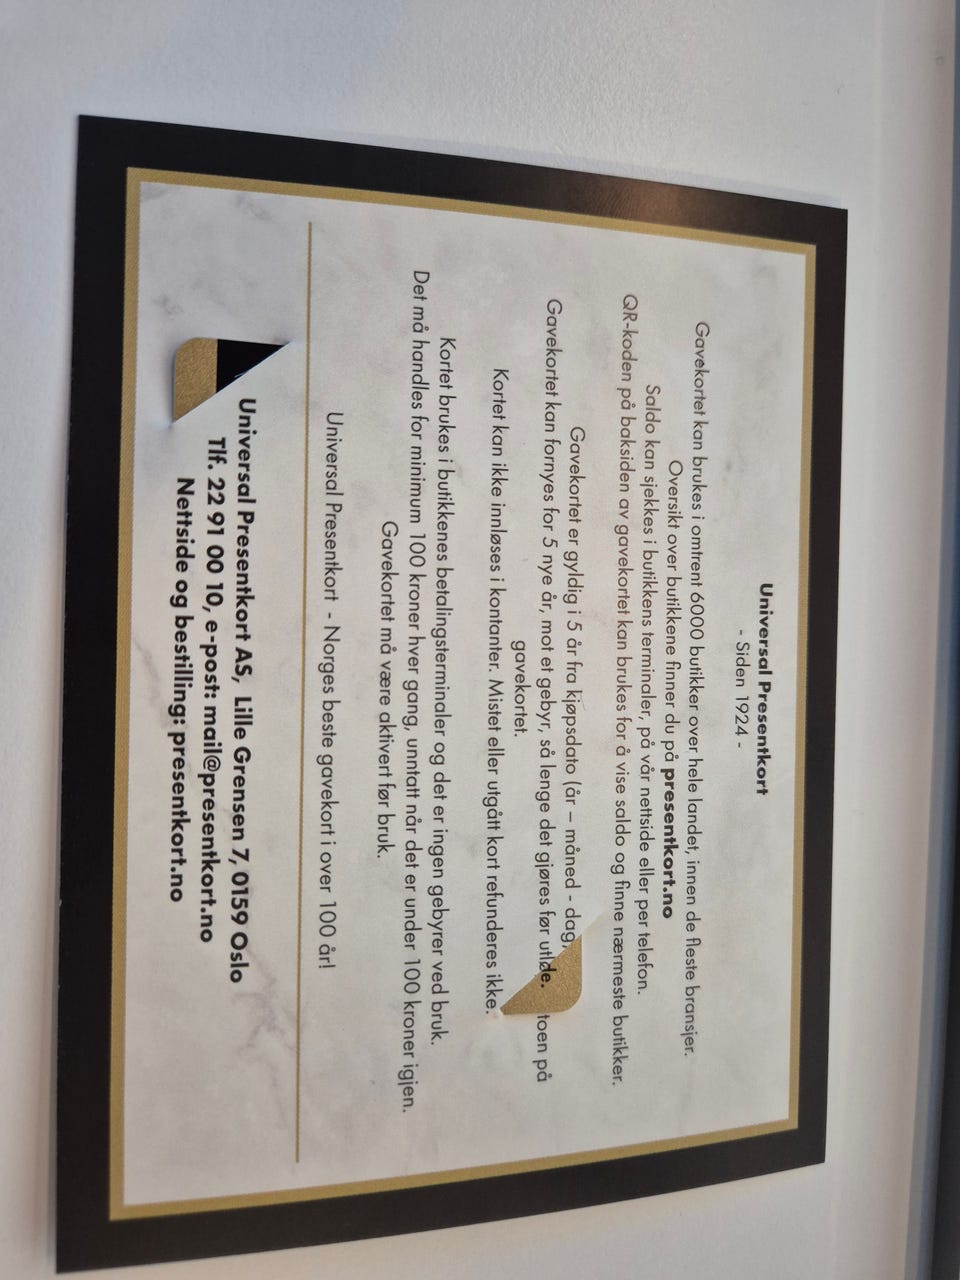 Universal Presentkort
- Siden 1924 -
Gavekortet kan brukes i omtrent 6000 butikker over hele landet, innen de fleste bransjer.
Oversikt over butikkene finner du på presentkort.no
Saldo kan sjekkes i butikkens terminaler, på vår nettside eller per telefon.
QR-koden på baksiden av gavekortet kan brukes for å vise saldo og finne nærmeste butikker.
Gavekortet er gyldig i 5 år fra kjøpsdato (år – måned - dag,
Gavekortet kan fornyes for 5 nye år, mot et gebyr, så lenge det gjøres før toen på
gavekortet.
Kortet kan ikke innløses i kontanter. Mistet eller utgått kort refunderes ikke.
Kortet brukes i butikkenes betalingsterminaler og det er ingen gebyrer ved bruk.
Det må handles for minimum 100 kroner hver gang, unntatt når det er under 100 kroner igjen.
Gavekortet må være aktivert før bruk.
Universal Presentkort - Norges beste gavekort i over 100 år!
Universal Presentkort AS, Lille Grensen 7, 0159 Oslo
Tlf. 22 91 00 10, e-post: mail@presentkort.no
Nettside og bestilling: presentkort.no